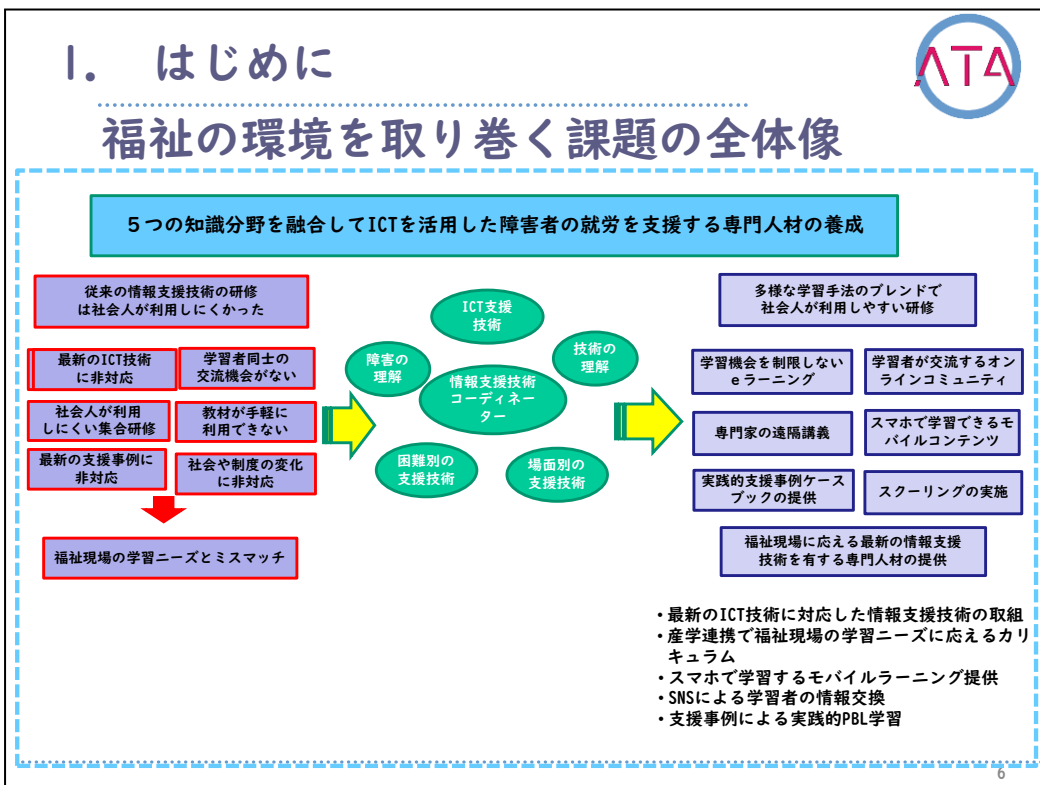 1. はじめに
ATA
福祉の環境を取り巻く課題の全体像
5つの知識分野を融合してICTを活用した障害者の就労を支援する専門人材の養成
従来の情報支援技術の研修
は社会人が利用しにくかった
最新のICT技術
に非対応
学習者同士の
交流機会がない
社会人が利用
しにくい集合研修
教材が手軽に
利用できない
最新の支援事例に
非対応
社会や制度の変化
に非対応
福祉現場の学習ニーズとミスマッチ
ICT支援
技術
障害の
理解
技術の
理解
情報支援技術
コーディネー
ター
困難別の
支援技術
場面別の
支援技術
多様な学習手法のブレンドで
社会人が利用しやすい研修
学習機会を制限しない
eラーニング
学習者が交流するオン
ラインコミュニティ
専門家の遠隔講義
スマホで学習できるモ
バイルコンテンツ
実践的支援事例ケース
ブックの提供
スクーリングの実施
福祉現場に応える最新の情報支援
技術を有する専門人材の提供
・最新のICT技術に対応した情報支援技術の取組
・産学連携で福祉現場の学習ニーズに応えるカリ
キュラム
・スマホで学習するモバイルラーニング提供
・SNSによる学習者の情報交換
・支援事例による実践的PBL学習
6